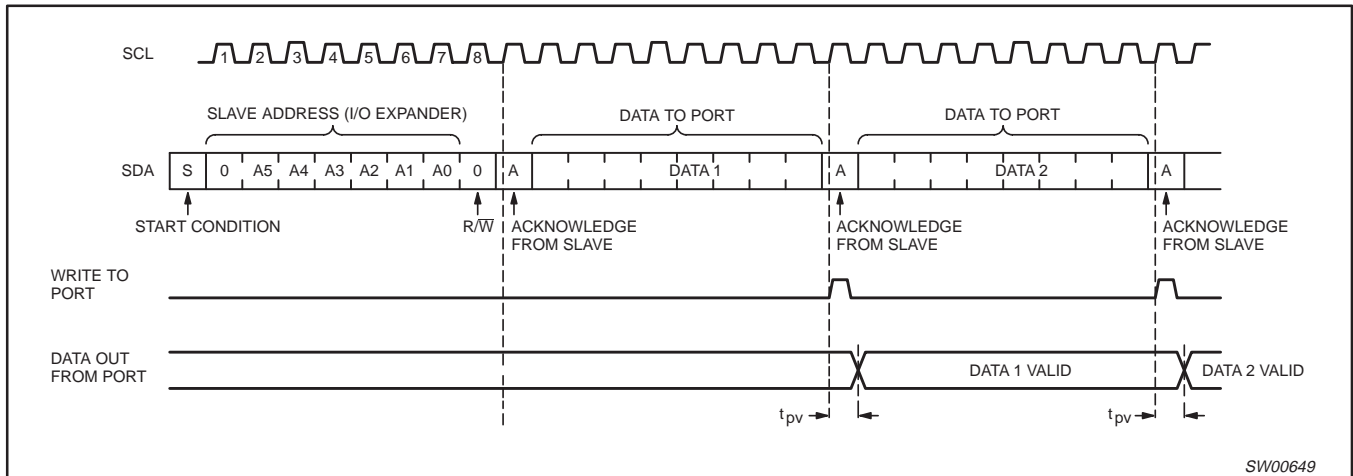 SCL
1 2 3 4 5 6 7 8
SLAVE ADDRESS (I/O EXPANDER)
DATA TO PORT
DATA TO PORT
SDA
S 0 A5 A4 A3 A2 A1 A0 0 A DATA 1 A DATA 2 A
START CONDITION
R/W̅
ACKNOWLEDGE
FROM SLAVE
ACKNOWLEDGE
FROM SLAVE
ACKNOWLEDGE
FROM SLAVE
WRITE TO
PORT
DATA OUT
FROM PORT
DATA 1 VALID
DATA 2 VALID
tpv
tpv
SW00649